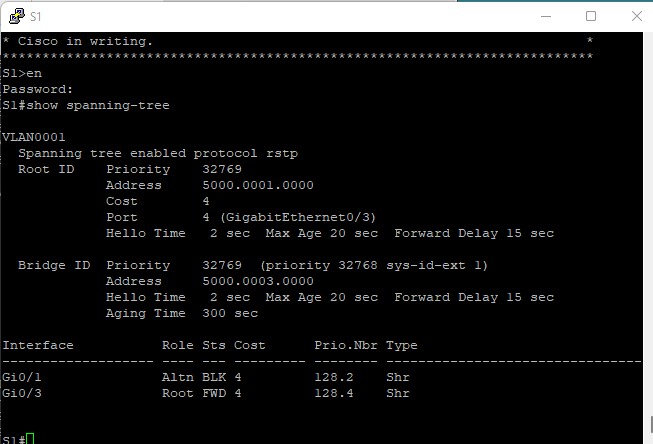 S1
* Cisco in writing. *
**************************************************************************
S1>en
Password:
S1#show spanning-tree
VLAN0001
Spanning tree enabled protocol rstp
Root ID Priority 32769
Address 5000.0001.0000
Cost 4
Port 4 (GigabitEthernet0/3)
Hello Time 2 sec Max Age 20 sec Forward Delay 15 sec
Bridge ID Priority 32769 (priority 32768 sys-id-ext 1)
Address 5000.0003.0000
Hello Time 2 sec Max Age 20 sec Forward Delay 15 sec
Aging Time 300 sec
Interface Role Sts Cost Prio.Nbr Type
------------------- ---- --- --------- -------- --------------------------------
Gi0/1 Altn BLK 4 128.2 Shr
Gi0/3 Root FWD 4 128.4 Shr
S1#